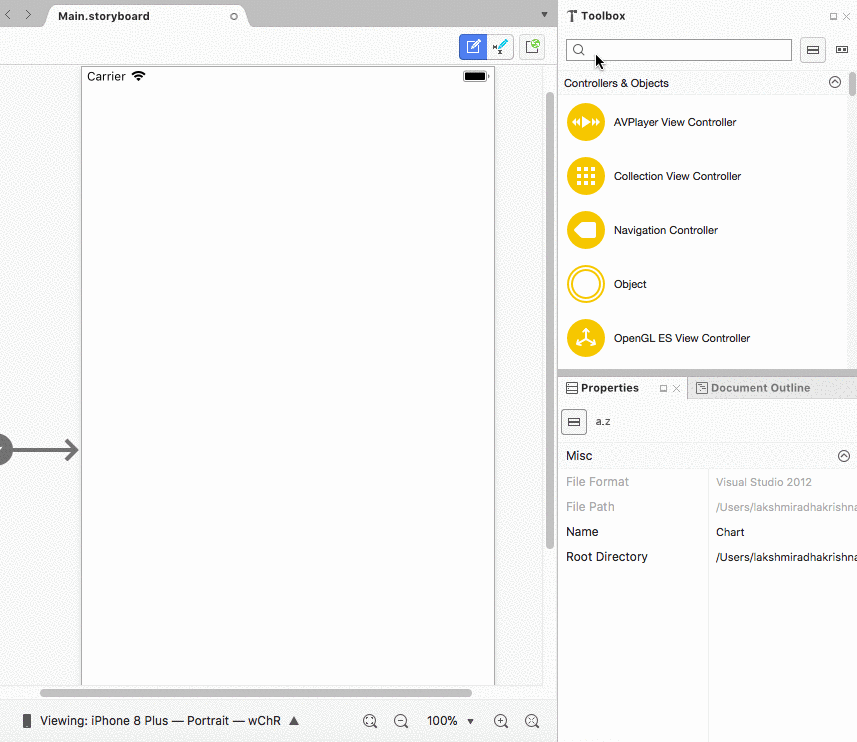 Main.storyboard
Carrier
Viewing: iPhone 8 Plus — Portrait — wChR
100%
Toolbox
Controllers & Objects
AVPlayer View Controller
Collection View Controller
Navigation Controller
Object
OpenGL ES View Controller
Properties
Document Outline
a.z
Misc
File Format Visual Studio 2012
File Path /Users/lakshmiradhakrishna
Name Chart
Root Directory /Users/lakshmiradhakrishna